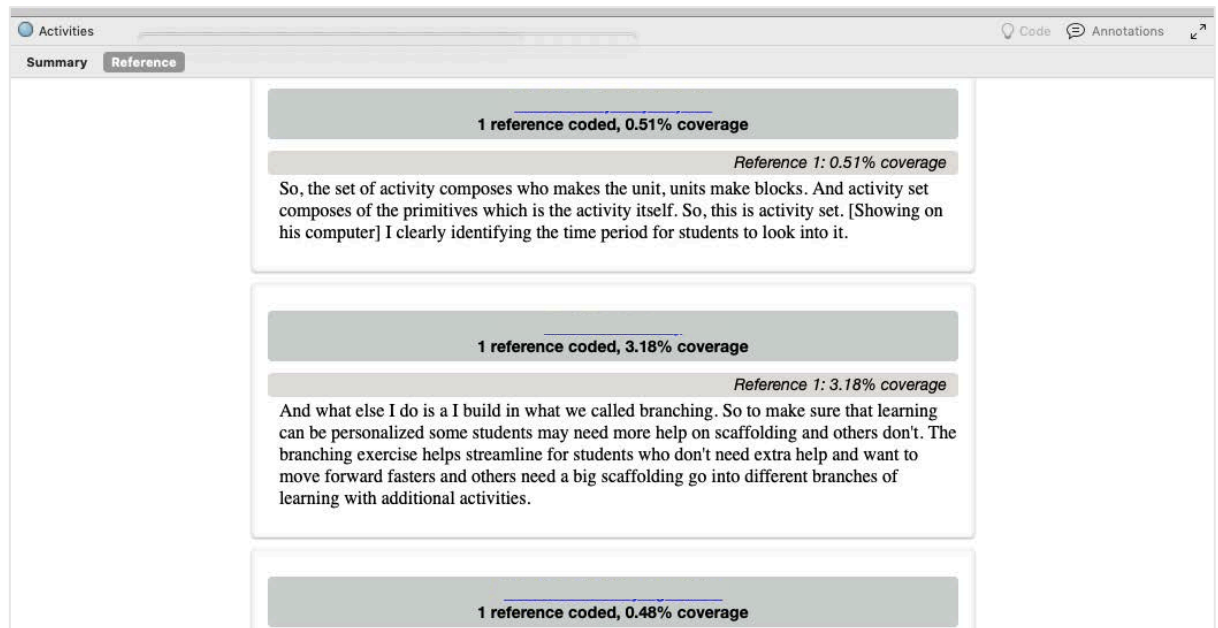 Activities
Code Annotations
Summary Reference
1 reference coded, 0.51% coverage
Reference 1: 0.51% coverage
So, the set of activity composes who makes the unit, units make blocks. And activity set
composes of the primitives which is the activity itself. So, this is activity set. [Showing on
his computer] I clearly identifying the time period for students to look into it.
1 reference coded, 3.18% coverage
Reference 1: 3.18% coverage
And what else I do is a I build in what we called branching. So to make sure that learning
can be personalized some students may need more help on scaffolding and others don't. The
branching exercise helps streamline for students who don't need extra help and want to
move forward fasters and others need a big scaffolding go into different branches of
learning with additional activities.
1 reference coded, 0.48% coverage